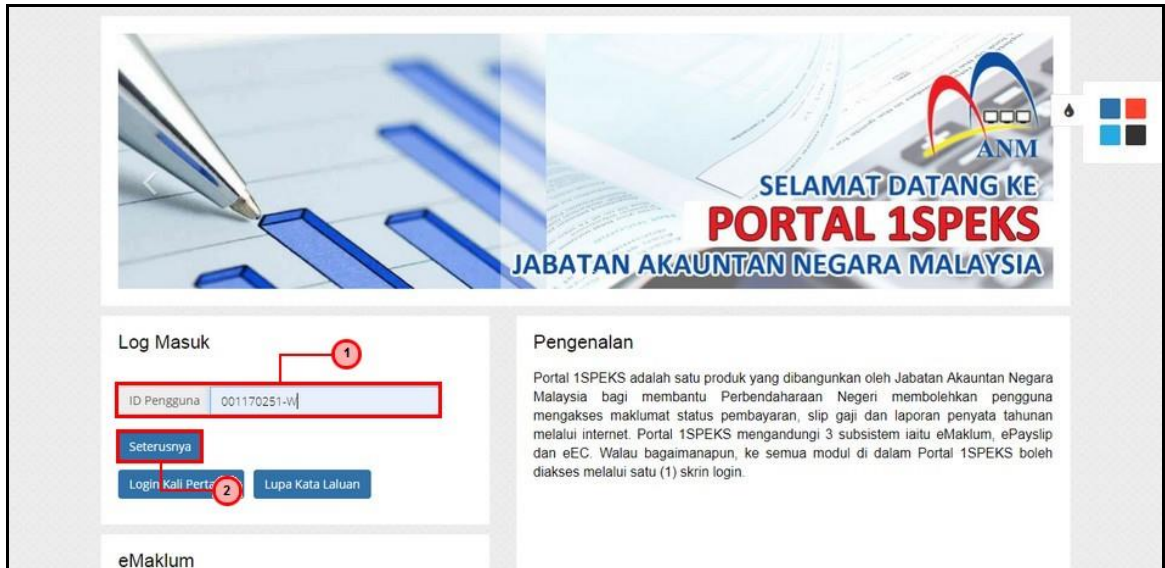 ANM
SELAMAT DATANG KE
PORTAL 1SPEKS
JABATAN AKAUNTAN NEGARA MALAYSIA
Log Masuk
1
ID Pengguna 001170251-W
Seterusnya
Login Kali Perta
2
Lupa Kata Laluan
eMaklum
Pengenalan
Portal 1SPEKS adalah satu produk yang dibangunkan oleh Jabatan Akauntan Negara
Malaysia bagi membantu Perbendaharaan Negeri membolehkan pengguna
mengakses maklumat status pembayaran, slip gaji dan laporan penyata tahunan
melalui internet. Portal 1SPEKS mengandungi 3 subsistem iaitu eMaklum, ePayslip
dan eEC. Walau bagaimanapun, ke semua modul di dalam Portal 1SPEKS boleh
diakses melalui satu (1) skrin login.